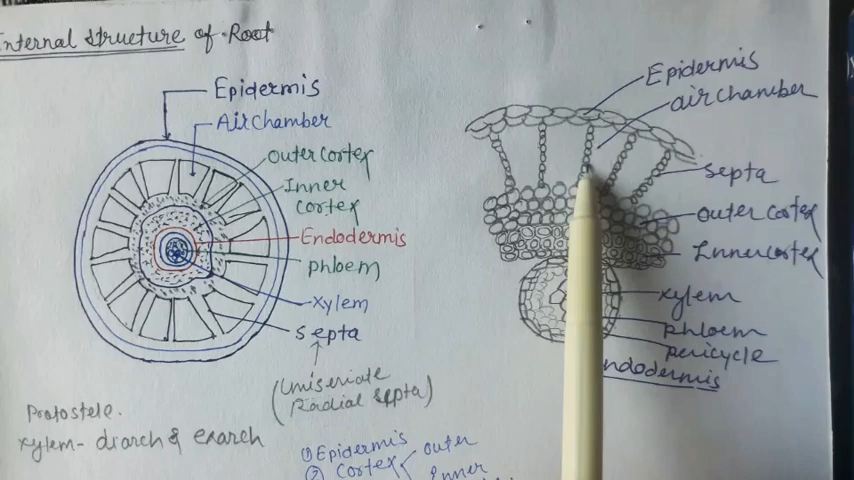 Internal structure of Root
Epidermis
Air chamber
Outer cortex
Inner
cortex
Endodermis
Phloem
Xylem
Septa
(Uniseriate
Radial septa)
Protostele.
Xylem- diarch & exarch
① Epidermis
② Cortex outer
Inner
Epidermis
air chamber
Septa
Outer cortex
Inner cortex
Xylem
Phloem
Pericycle
ndodermis